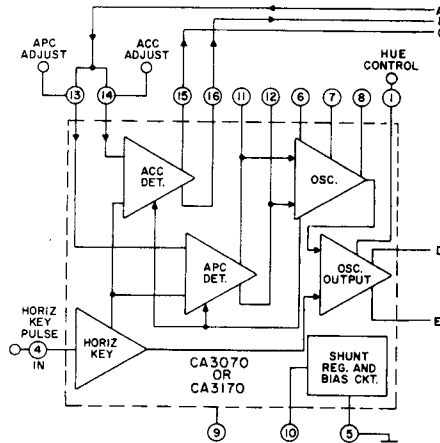 A
APC
ADJUST
ACC
ADJUST
HUE
CONTROL
13
14
15
16
11
12
6
7
8
1
ACC
DET.
OSC.
APC
DET.
OSC.
OUTPUT
E
HORIZ
KEY
PULSE
4
IN
HORIZ
KEY
CA3070
OR
CA3170
SHUNT
REG. AND
BIAS CKT.
9
10
5